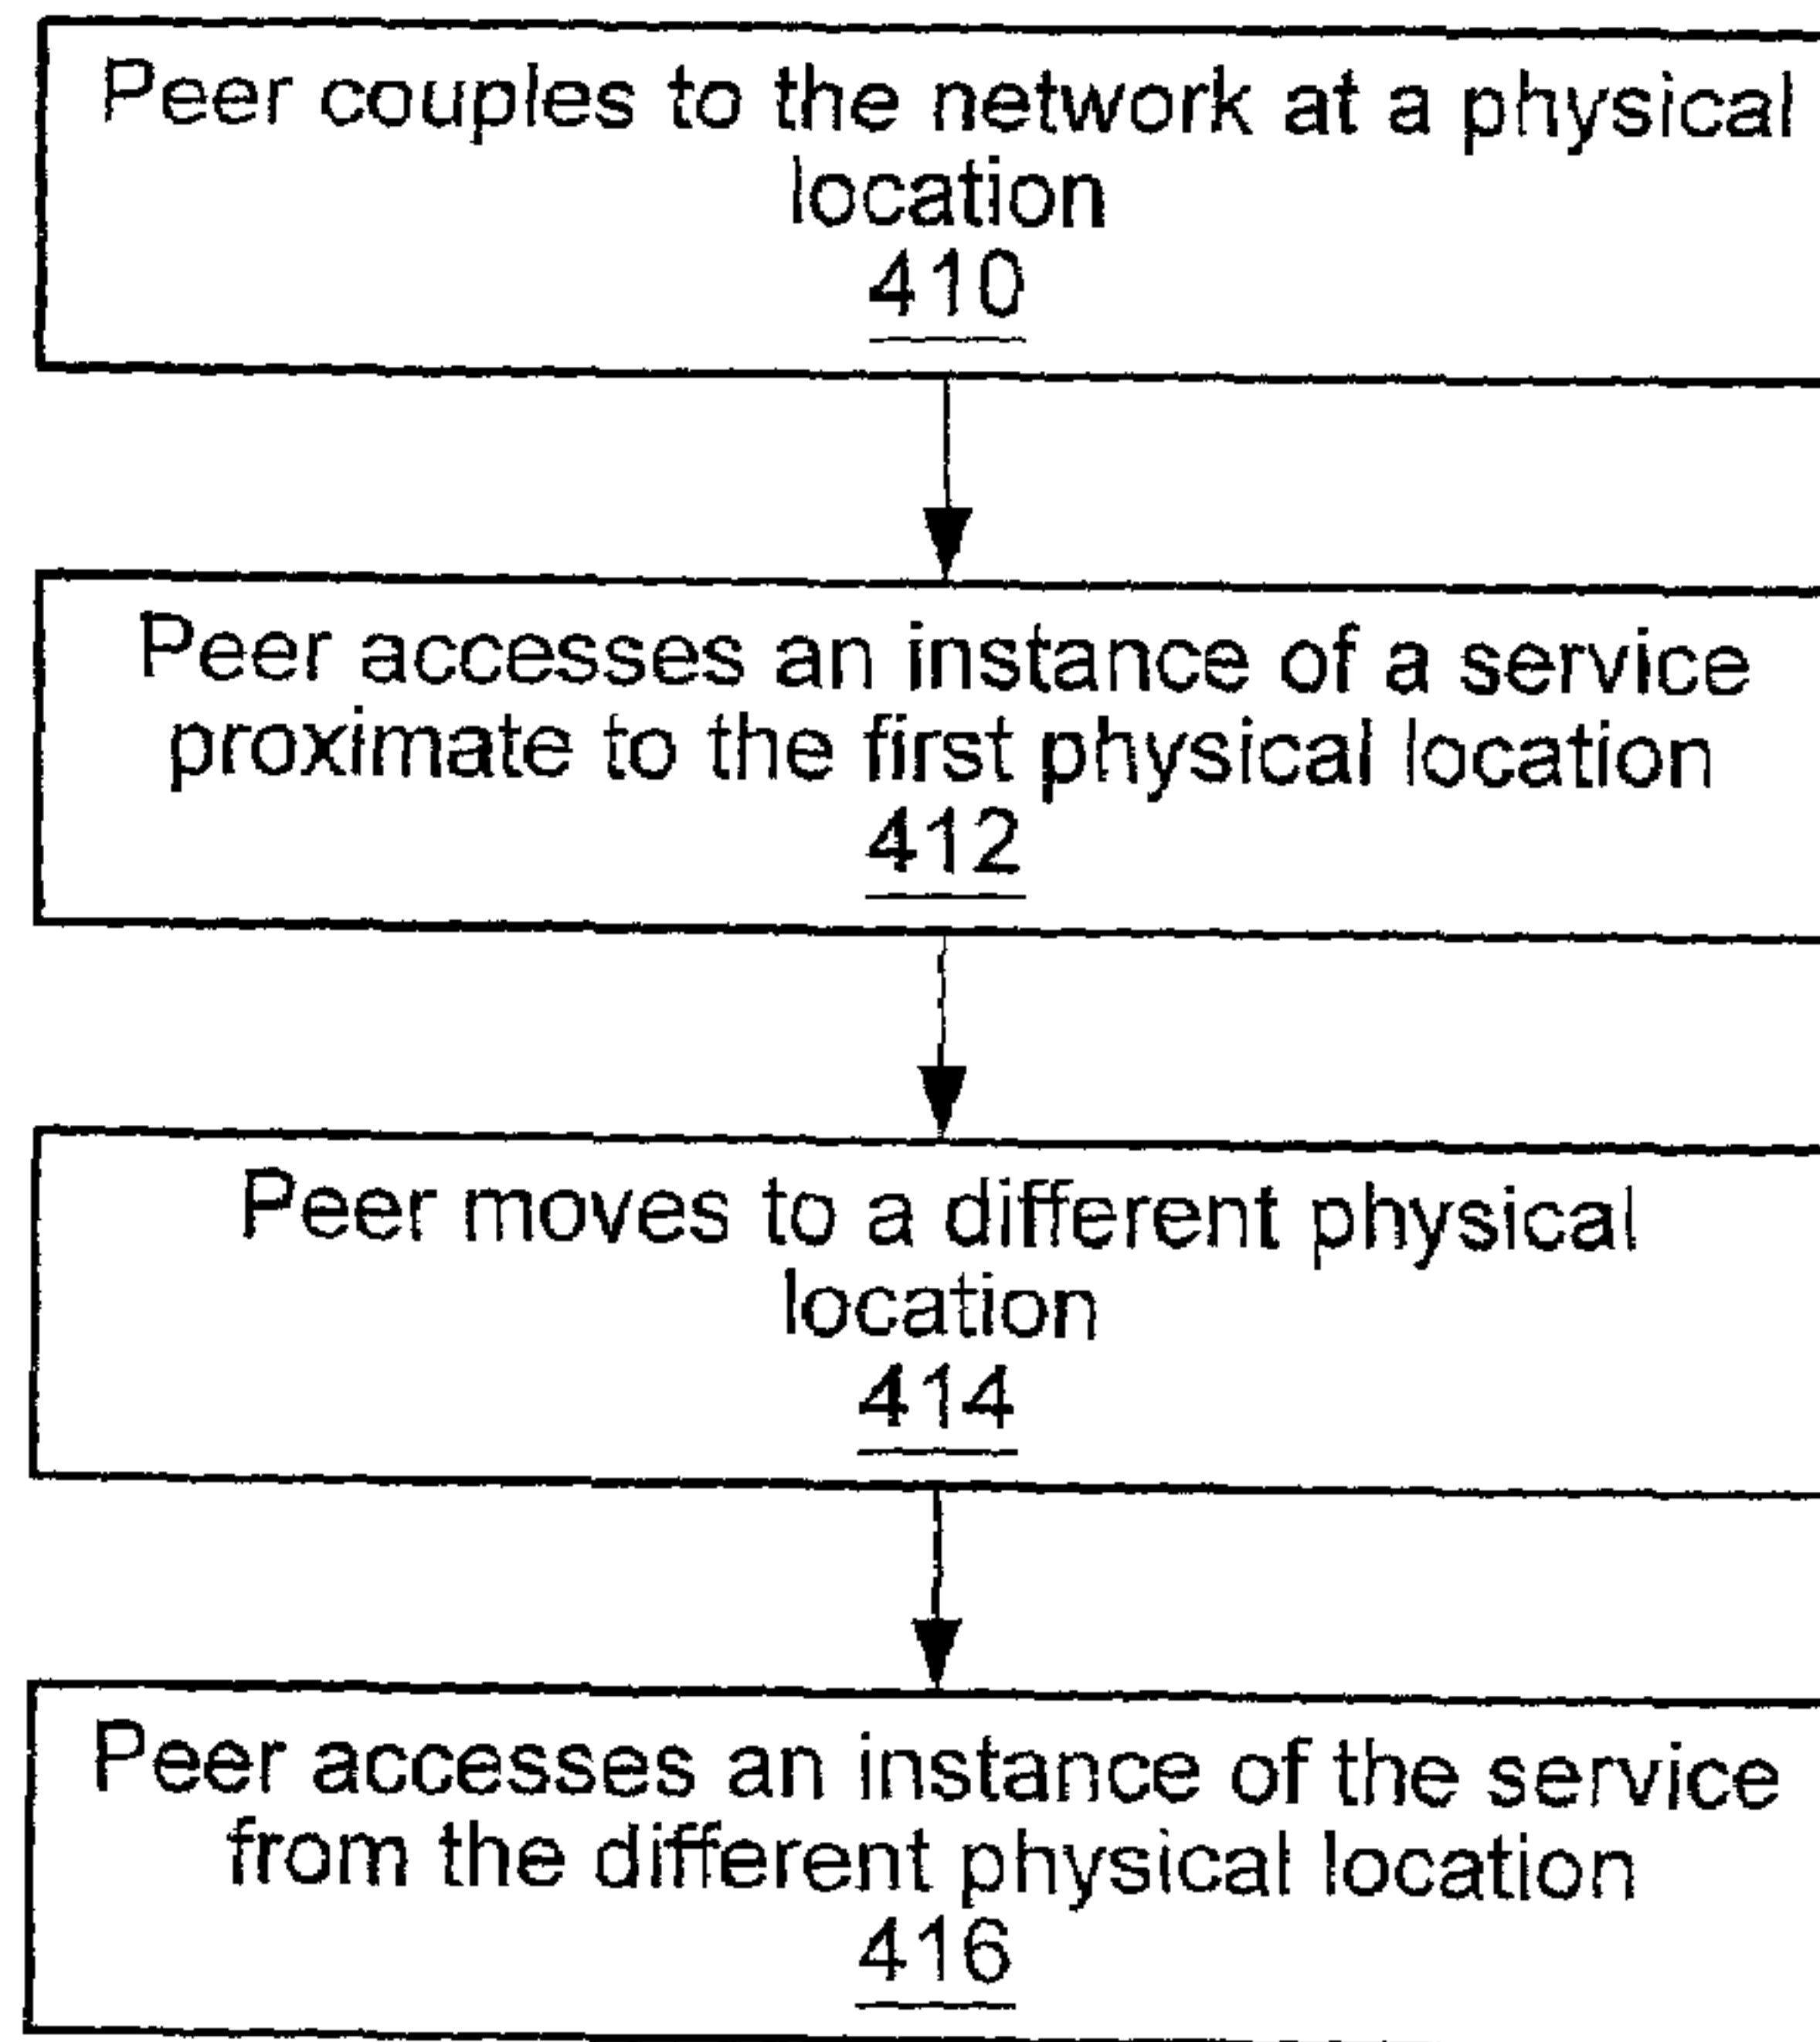 Peer couples to the network at a physical
location
410
Peer accesses an instance of a service
proximate to the first physical location
412
Peer moves to a different physical
location
414
Peer accesses an instance of the service
from the different physical location
416